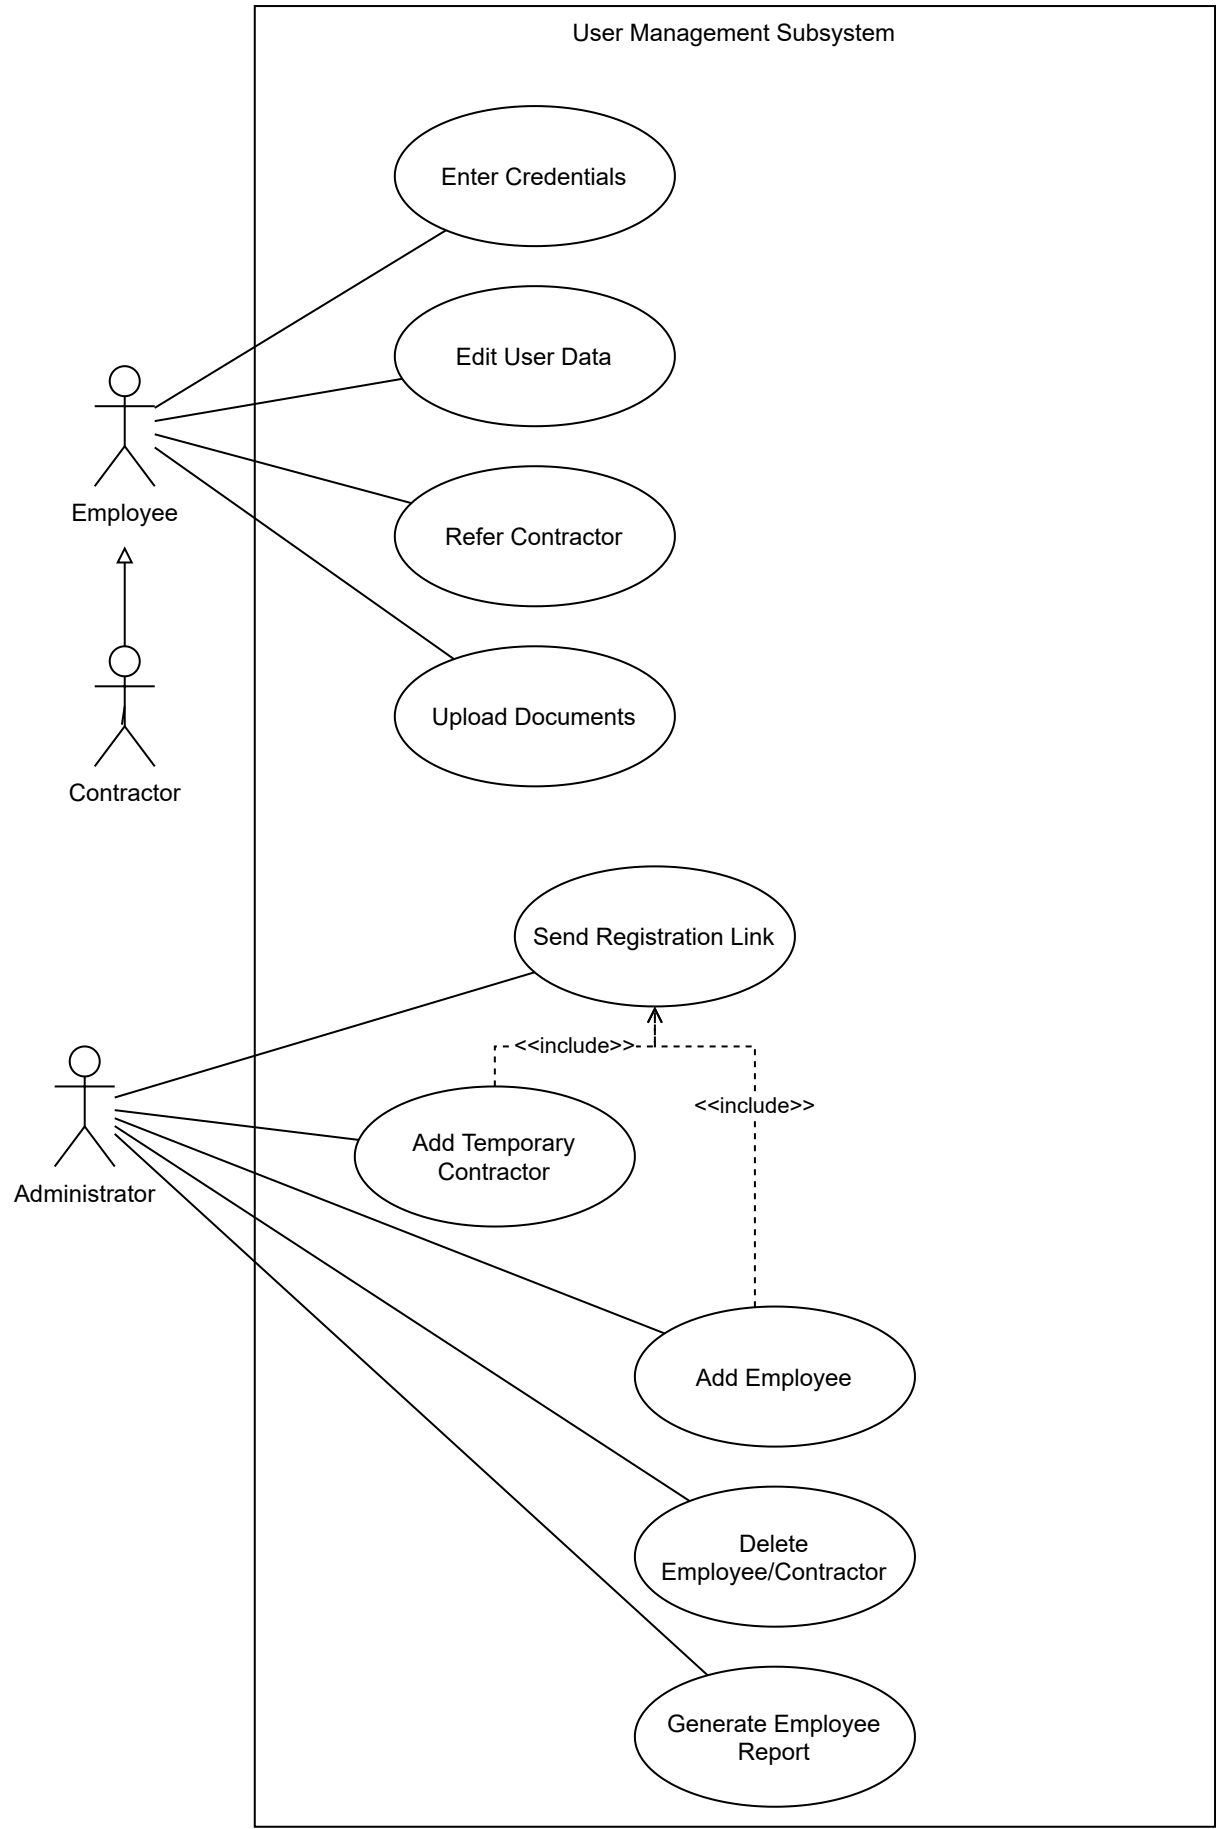 User Management Subsystem
Enter Credentials
Edit User Data
Employee
Refer Contractor
Upload Documents
Contractor
Send Registration Link
<<include>>
<<include>>
Add Temporary
Contractor
Administrator
Add Employee
Delete
Employee/Contractor
Generate Employee
Report